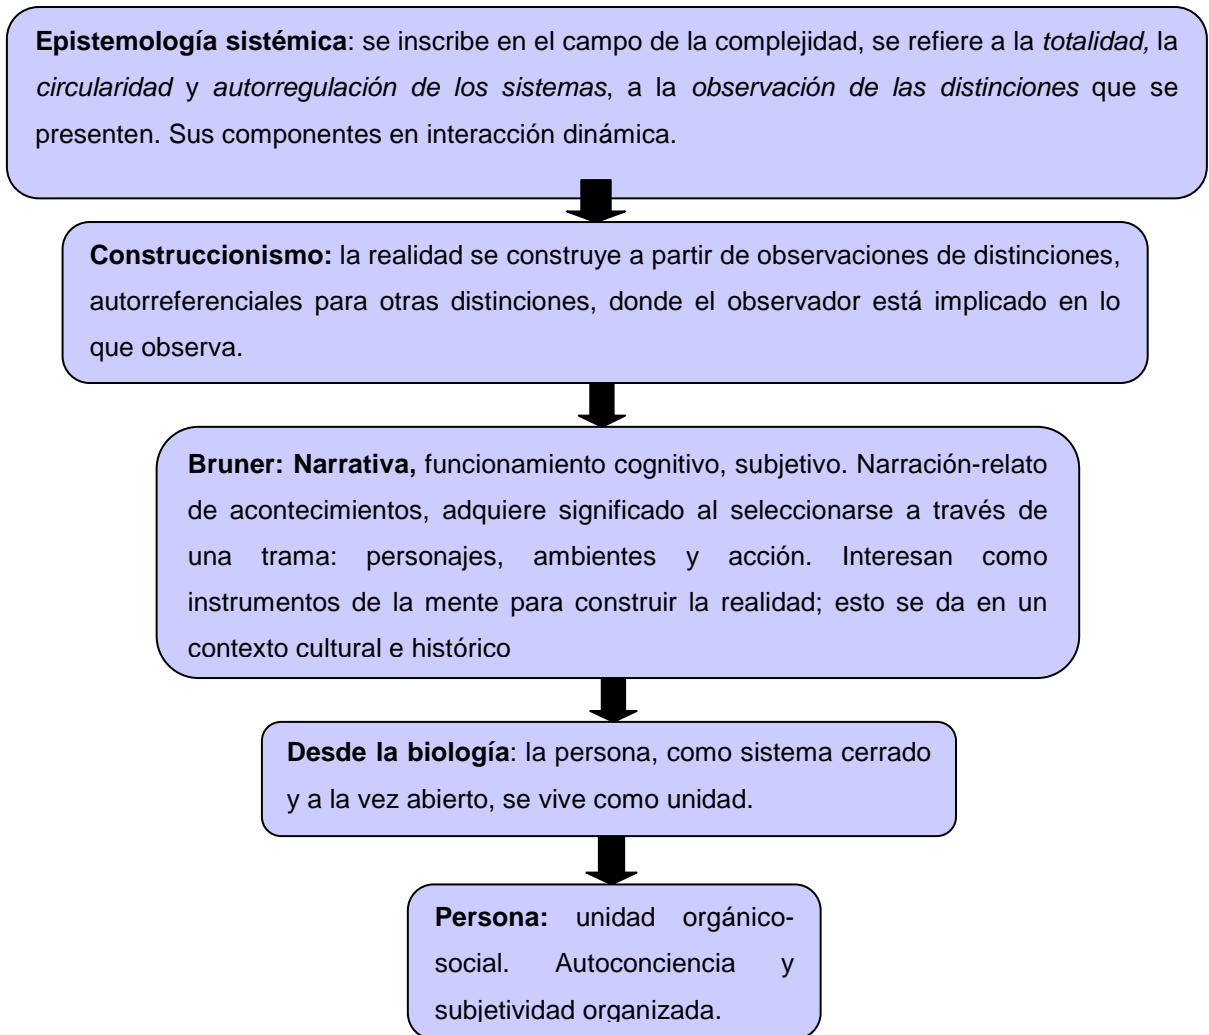 Epistemología sistémica: se inscribe en el campo de la complejidad, se refiere a la totalidad, la
circularidad y autorregulación de los sistemas, a la observación de las distinciones que se
presenten. Sus componentes en interacción dinámica.
Construccionismo: la realidad se construye a partir de observaciones de distinciones,
autorreferenciales para otras distinciones, donde el observador está implicado en lo
que observa.
Bruner: Narrativa, funcionamiento cognitivo, subjetivo. Narración-relato
de acontecimientos, adquiere significado al seleccionarse a través de
una trama: personajes, ambientes y acción. Interesan como
instrumentos de la mente para construir la realidad; esto se da en un
contexto cultural e histórico
Desde la biología: la persona, como sistema cerrado
y a la vez abierto, se vive como unidad.
Persona: unidad orgánico-
social. Autoconciencia y
subjetividad organizada.